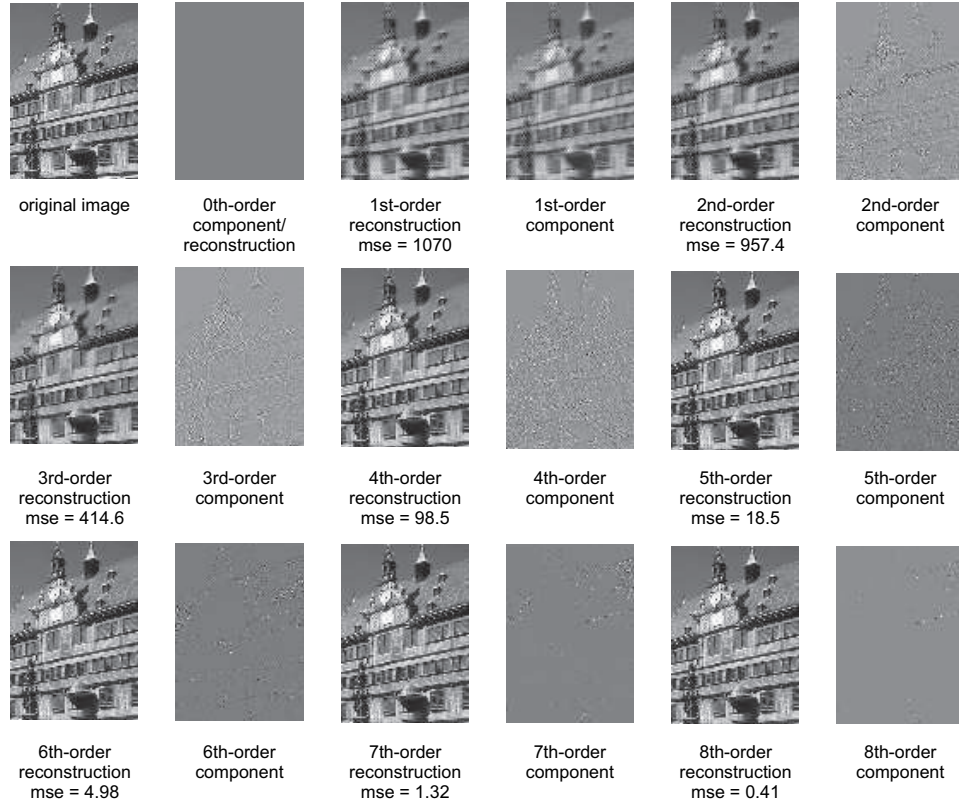 original image
0th-order
component/
reconstruction
1st-order
reconstruction
mse = 1070
1st-order
component
2nd-order
reconstruction
mse = 957.4
2nd-order
component
3rd-order
reconstruction
mse = 414.6
3rd-order
component
4th-order
reconstruction
mse = 98.5
4th-order
component
5th-order
reconstruction
mse = 18.5
5th-order
component
6th-order
reconstruction
mse = 4.98
6th-order
component
7th-order
reconstruction
mse = 1.32
7th-order
component
8th-order
reconstruction
mse = 0.41
8th-order
component